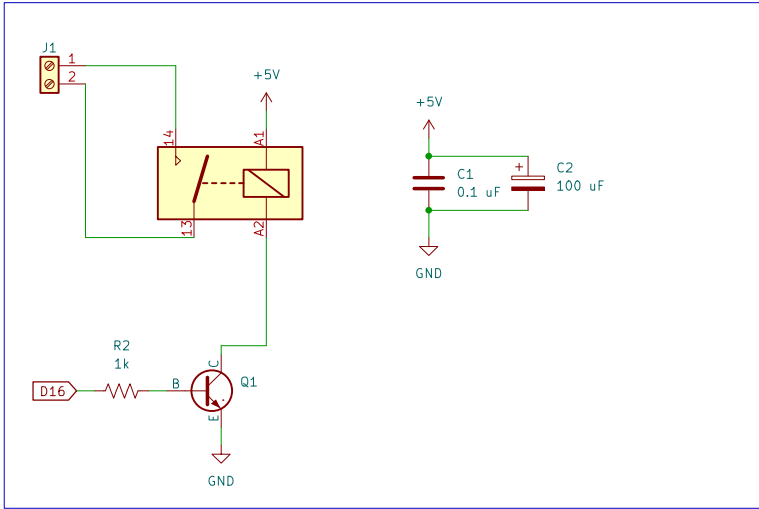 J1
1
2
+5V
14
A1
13
A2
+5V
C1
0.1 uF
+
C2
100 uF
GND
R2
1k
D16
B
C
E
Q1
GND